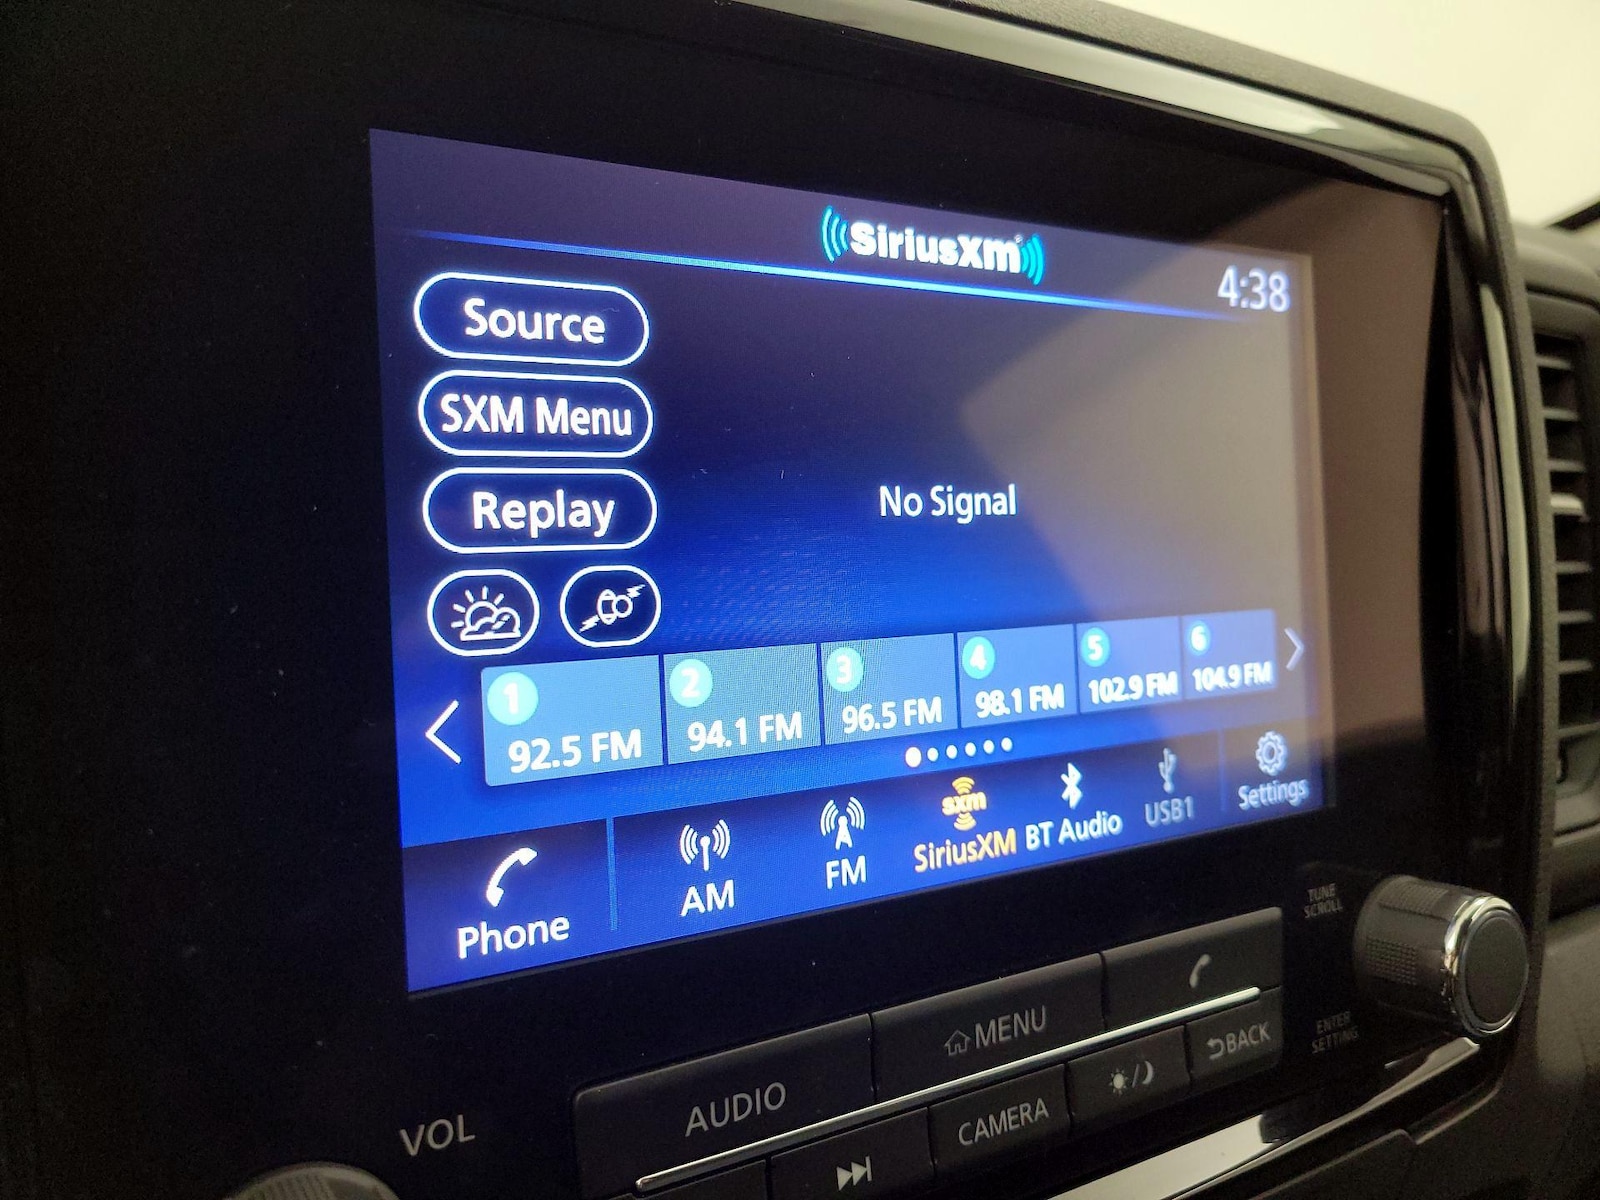 SiriusXM
4:38
Source
SXM Menu
Replay
No Signal
1
92.5 FM
2
94.1 FM
3
96.5 FM
4
98.1 FM
5
102.9 FM
6
104.9 FM
Phone
AM
FM
sxm
SiriusXM
BT Audio
USB1
Settings
TUNE
SCROLL
VOL
AUDIO
MENU
CAMERA
BACK
ENTER
SETTING